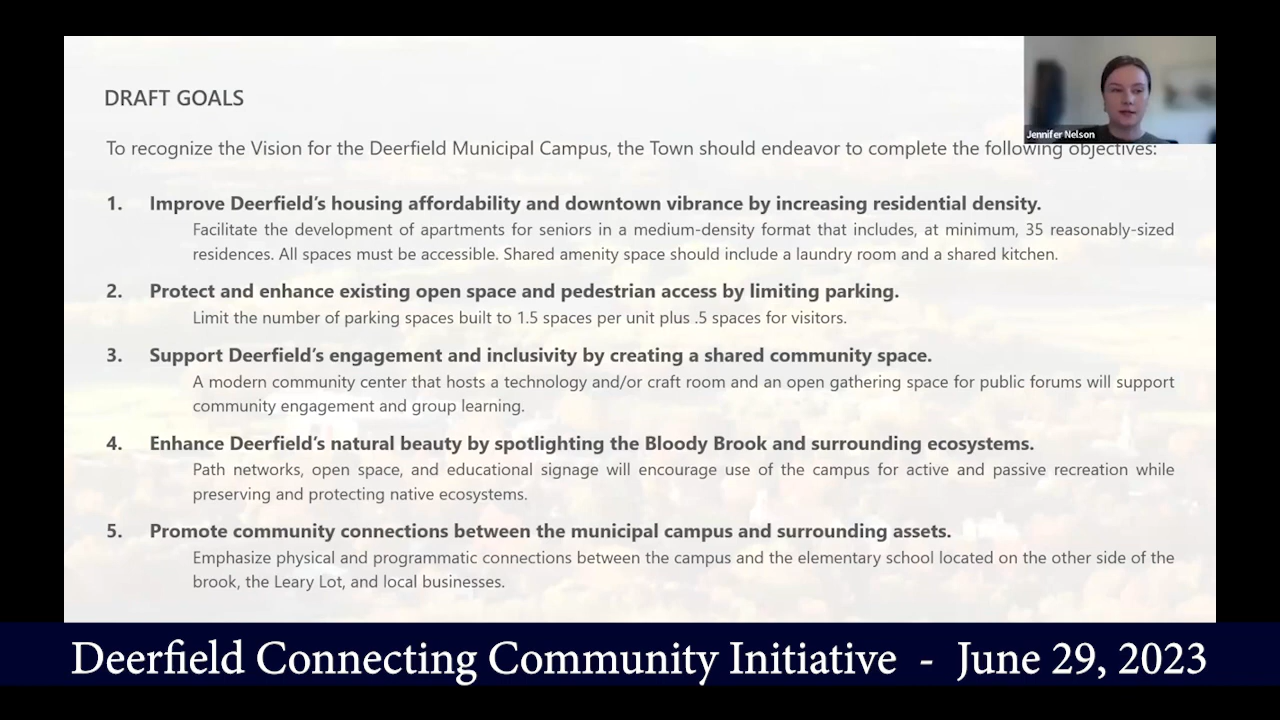 DRAFT GOALS
Jennifer Nelson
To recognize the Vision for the Deerfield Municipal Campus, the Town should endeavor to complete the following objectives:
1. Improve Deerfield’s housing affordability and downtown vibrance by increasing residential density.
Facilitate the development of apartments for seniors in a medium-density format that includes, at minimum, 35 reasonably-sized
residences. All spaces must be accessible. Shared amenity space should include a laundry room and a shared kitchen.
2. Protect and enhance existing open space and pedestrian access by limiting parking.
Limit the number of parking spaces built to 1.5 spaces per unit plus .5 spaces for visitors.
3. Support Deerfield’s engagement and inclusivity by creating a shared community space.
A modern community center that hosts a technology and/or craft room and an open gathering space for public forums will support
community engagement and group learning.
4. Enhance Deerfield’s natural beauty by spotlighting the Bloody Brook and surrounding ecosystems.
Path networks, open space, and educational signage will encourage use of the campus for active and passive recreation while
preserving and protecting native ecosystems.
5. Promote community connections between the municipal campus and surrounding assets.
Emphasize physical and programmatic connections between the campus and the elementary school located on the other side of the
brook, the Leary Lot, and local businesses.
Deerfield Connecting Community Initiative - June 29, 2023